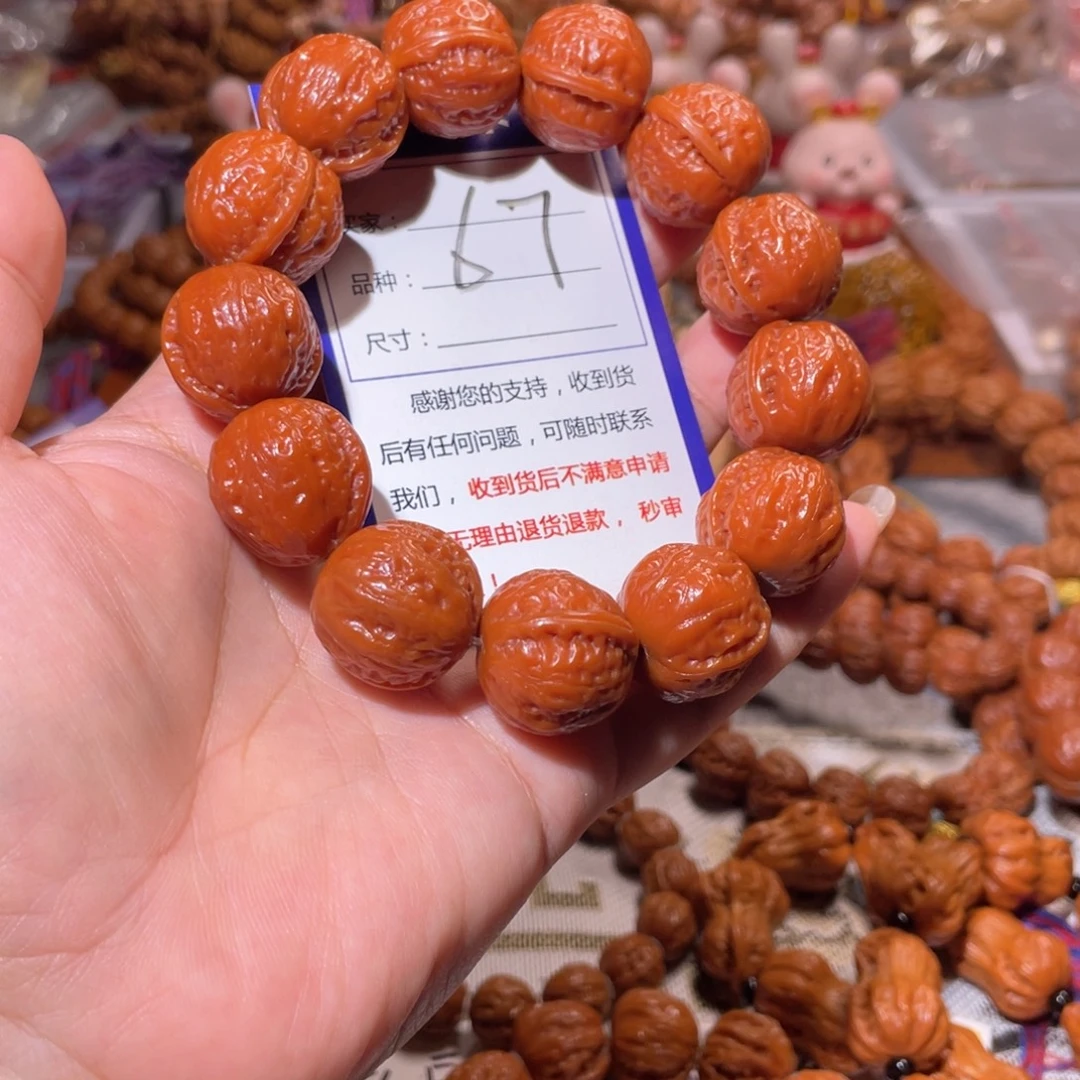 家：
67
品种：
尺寸：
感谢您的支持，收到货
后有任何问题，可随时联系
我们，收到货后不满意申请
无理由退货退款，秒审
！